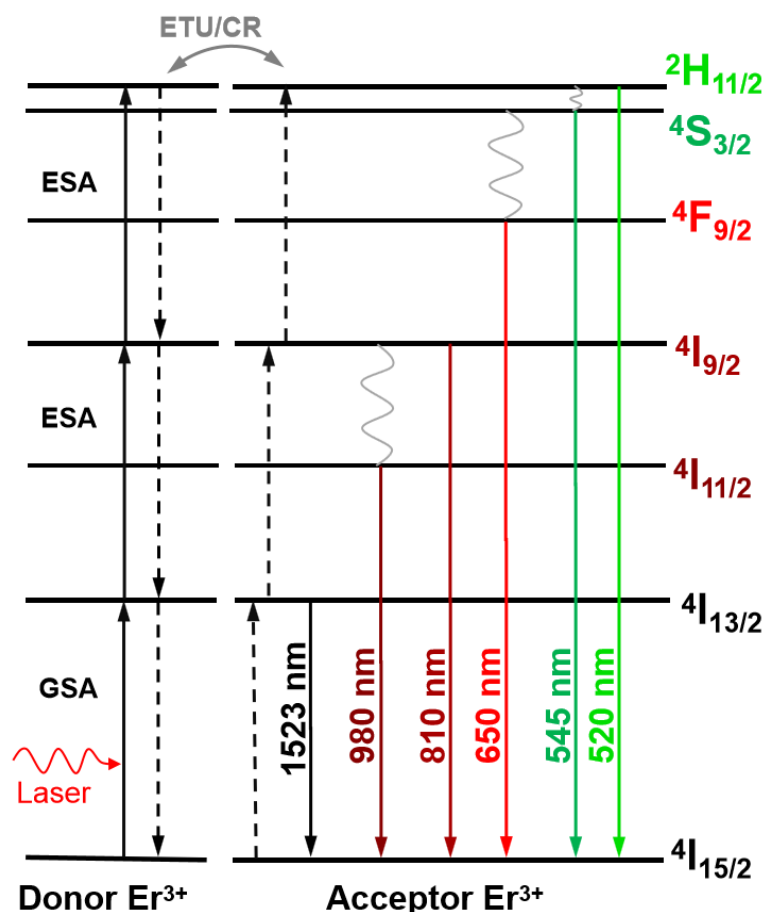 ETU/CR
²H₁₁/₂
⁴S₃/₂
ESA
⁴F₉/₂
⁴I₉/₂
ESA
⁴I₁₁/₂
⁴I₁₃/₂
GSA
1523 nm
980 nm
810 nm
650 nm
545 nm
520 nm
Laser
⁴I₁₅/₂
Donor Er³⁺
Acceptor Er³⁺